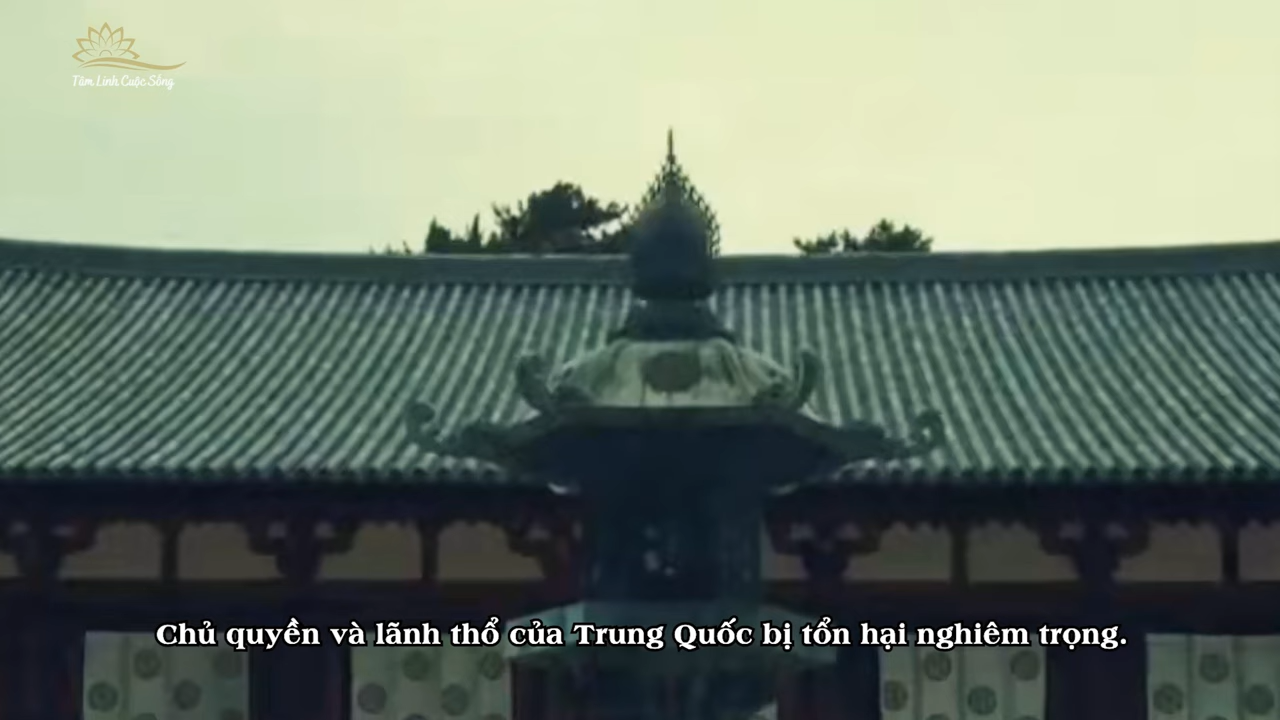 Tâm Linh Cuộc Sống
Chủ quyền và lãnh thổ của Trung Quốc bị tổn hại nghiêm trọng.